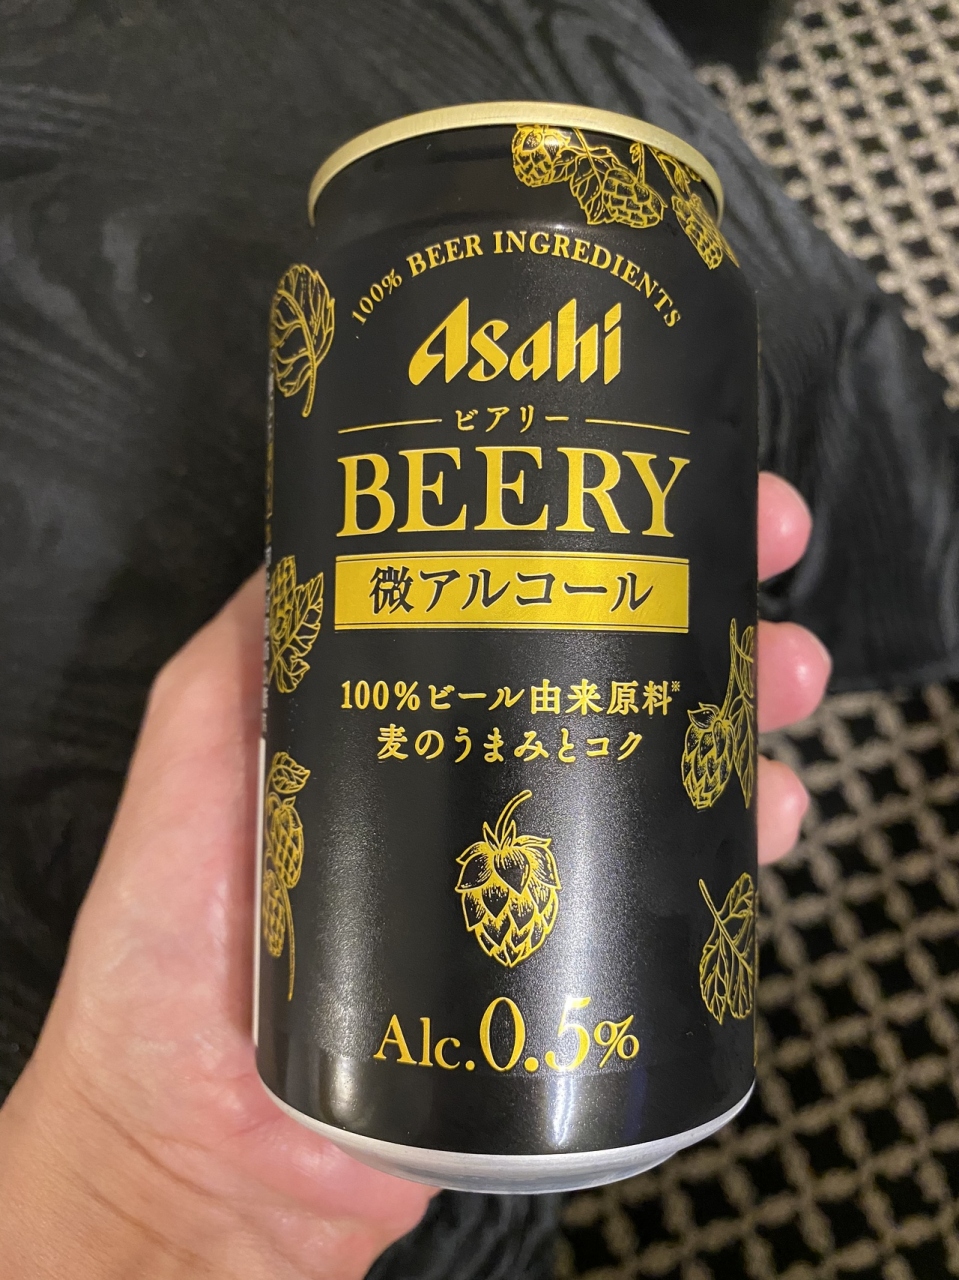 100% BEER INGREDIENTS
Asahi
ビアリー
BEERY
微アルコール
100%ビール由来原料※
麦のうまみとコク
Alc.0.5%